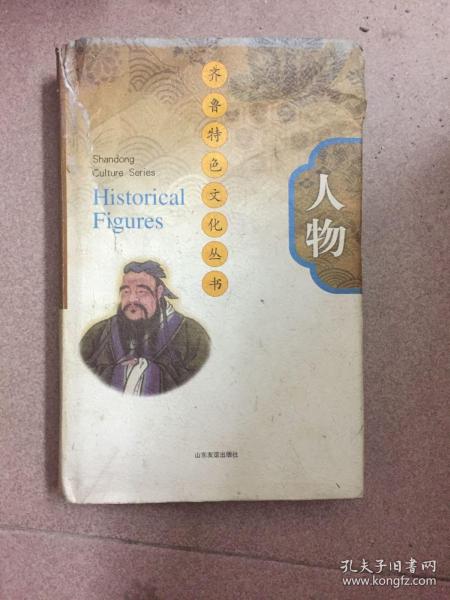 齐鲁特色文化丛书
Shandong
Culture Series
Historical
Figures
人物
山东友谊出版社
孔夫子旧书网
www.kongfz.com